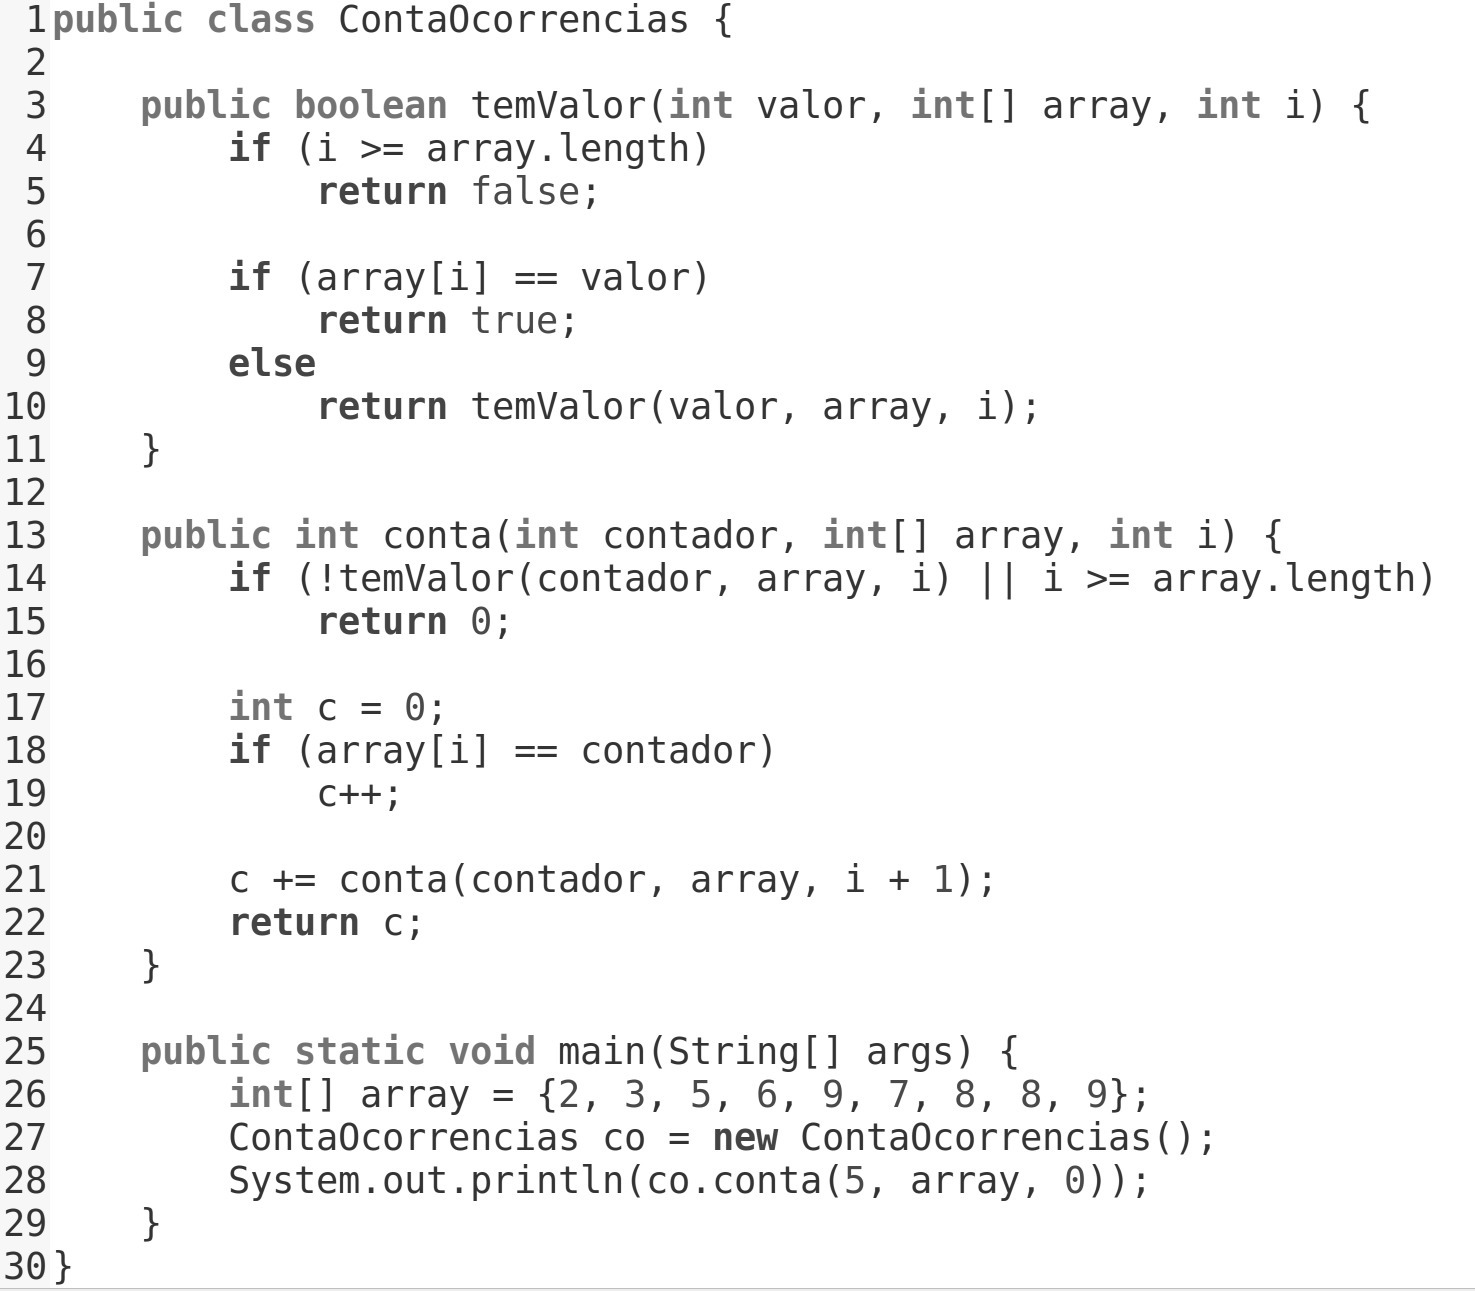 1 public class ContaOcorrencias {
2
3     public boolean temValor(int valor, int[] array, int i) {
4         if (i >= array.length)
5             return false;
6
7         if (array[i] == valor)
8             return true;
9         else
10             return temValor(valor, array, i);
11     }
12
13     public int conta(int contador, int[] array, int i) {
14         if (!temValor(contador, array, i) || i >= array.length)
15             return 0;
16
17         int c = 0;
18         if (array[i] == contador)
19             c++;
20
21         c += conta(contador, array, i + 1);
22         return c;
23     }
24
25     public static void main(String[] args) {
26         int[] array = {2, 3, 5, 6, 9, 7, 8, 8, 9};
27         ContaOcorrencias co = new ContaOcorrencias();
28         System.out.println(co.conta(5, array, 0));
29     }
30 }